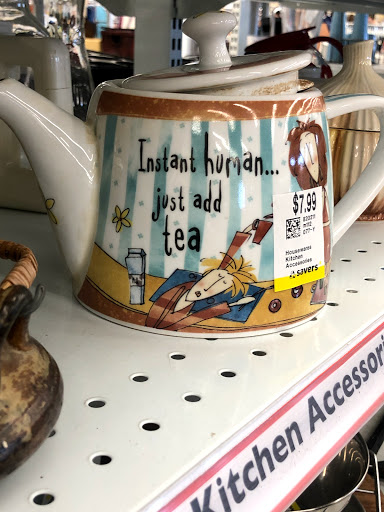 Instant human...
just add
tea
$7.99
Housewares
Kitchen
Accessories
savers
Kitchen Accessori